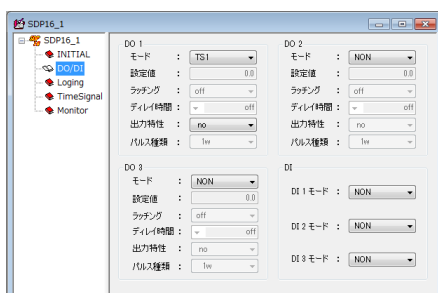 SDP16_1
SDP16_1
INITIAL
DO/DI
Loging
TimeSignal
Monitor
DO 1
モード : TS1
設定値 : 0.0
ラッチング : off
ディレイ時間 : off
出力特性 : no
パルス種類 : 1w
DO 2
モード : NON
設定値 : 0.0
ラッチング : off
ディレイ時間 : off
出力特性 : no
パルス種類 : 1w
DO 3
モード : NON
設定値 : 0.0
ラッチング : off
ディレイ時間 : off
出力特性 : no
パルス種類 : 1w
DI
DI 1 モード : NON
DI 2 モード : NON
DI 3 モード : NON